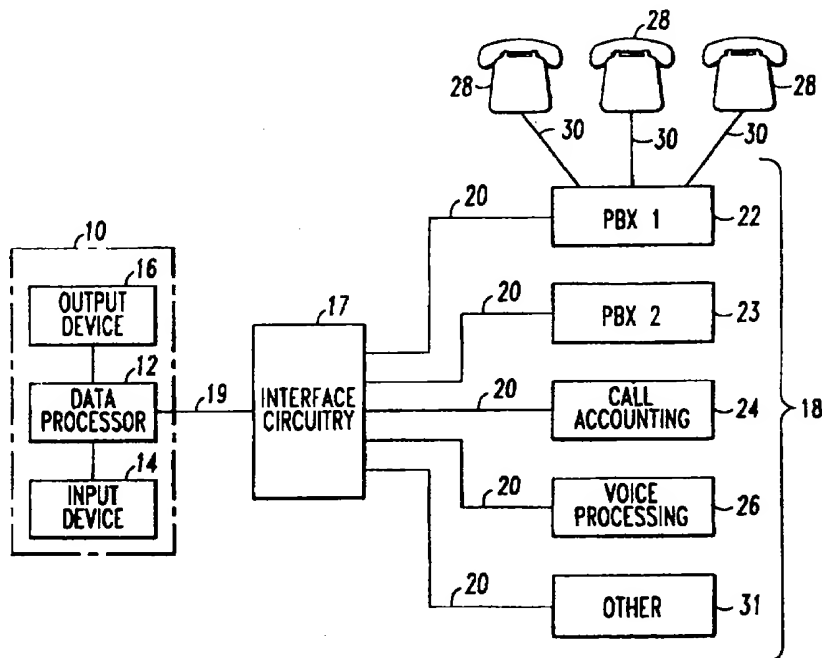 28
28
28
30
30
30
20
PBX 1
22
10
16
OUTPUT
DEVICE
17
20
PBX 2
23
12
DATA
PROCESSOR
19
INTERFACE
CIRCUITRY
20
CALL
ACCOUNTING
24
18
14
INPUT
DEVICE
20
VOICE
PROCESSING
26
20
OTHER
31